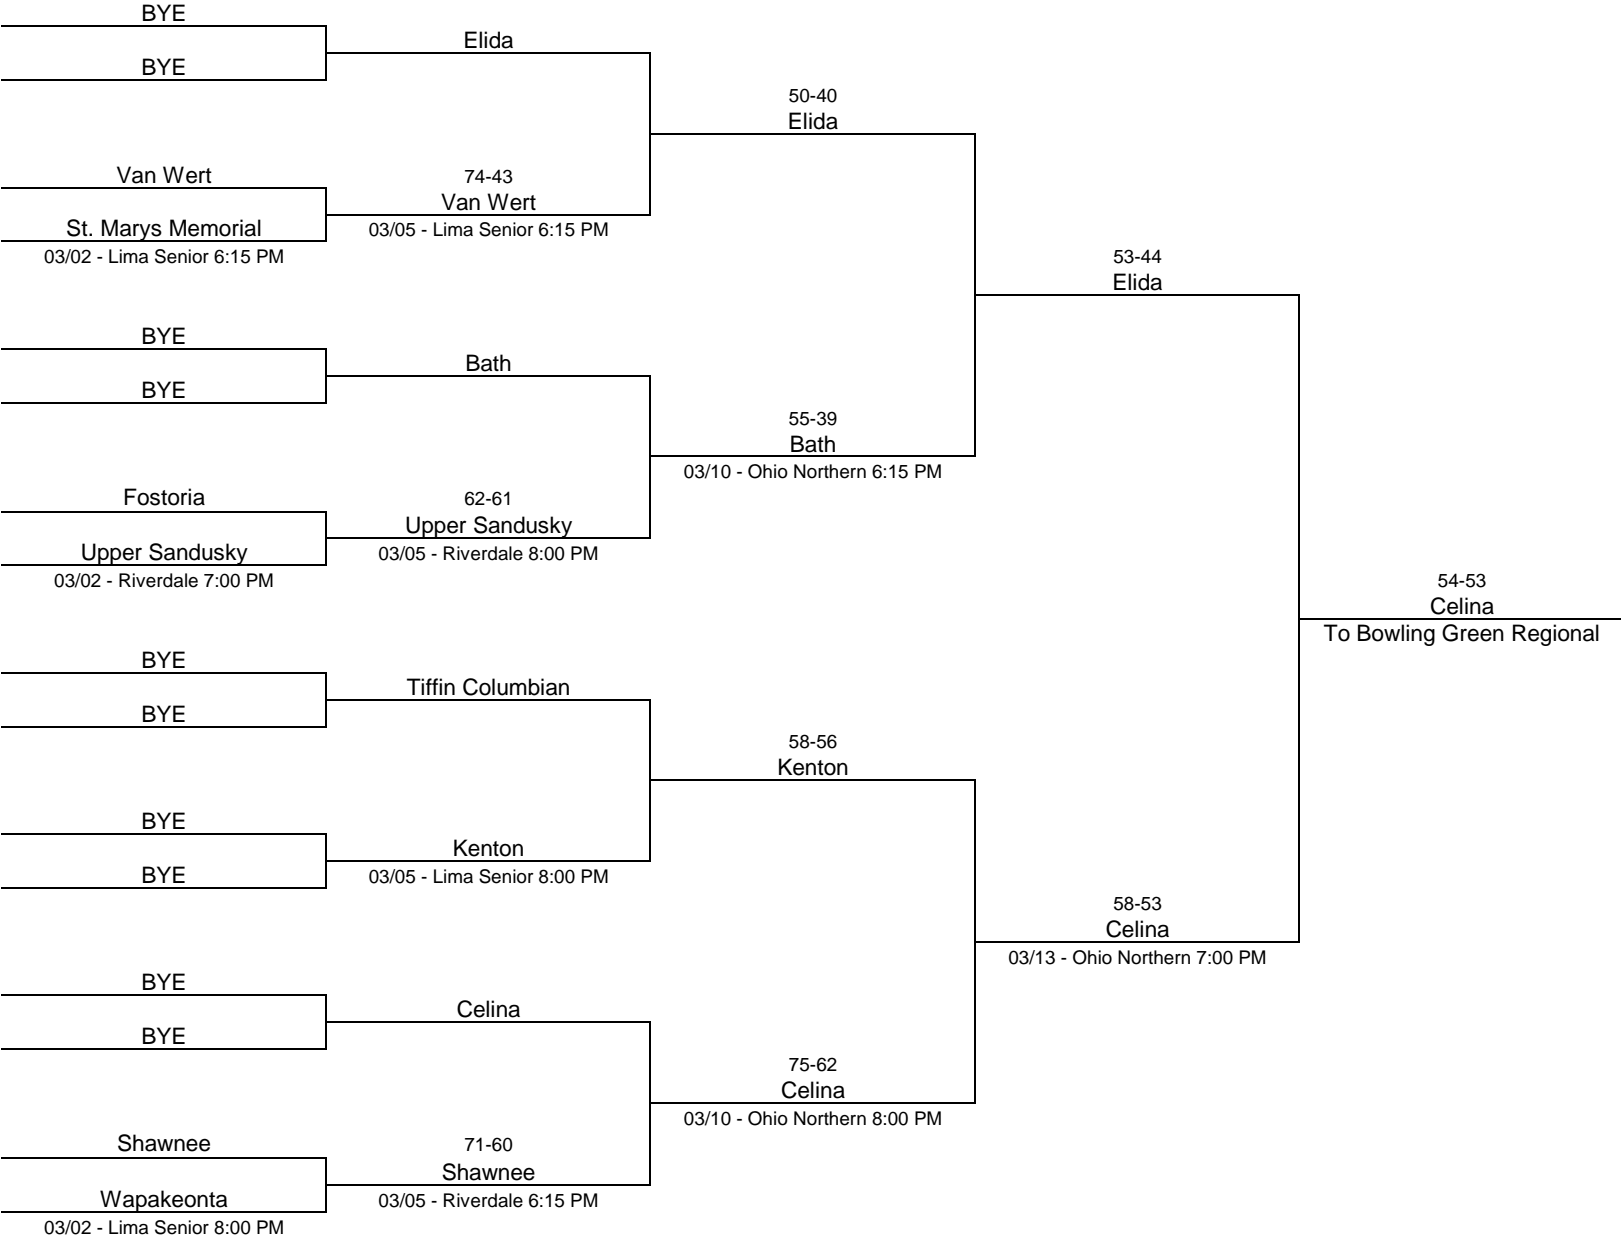 BYE
BYE
Elida
Van Wert
St. Marys Memorial
03/02 - Lima Senior 6:15 PM
74-43
Van Wert
03/05 - Lima Senior 6:15 PM
50-40
Elida
BYE
BYE
Bath
Fostoria
Upper Sandusky
03/02 - Riverdale 7:00 PM
62-61
Upper Sandusky
03/05 - Riverdale 8:00 PM
55-39
Bath
03/10 - Ohio Northern 6:15 PM
53-44
Elida
BYE
BYE
Tiffin Columbian
BYE
BYE
Kenton
03/05 - Lima Senior 8:00 PM
58-56
Kenton
BYE
BYE
Celina
Shawnee
Wapakeonta
03/02 - Lima Senior 8:00 PM
71-60
Shawnee
03/05 - Riverdale 6:15 PM
75-62
Celina
03/10 - Ohio Northern 8:00 PM
58-53
Celina
03/13 - Ohio Northern 7:00 PM
54-53
Celina
To Bowling Green Regional